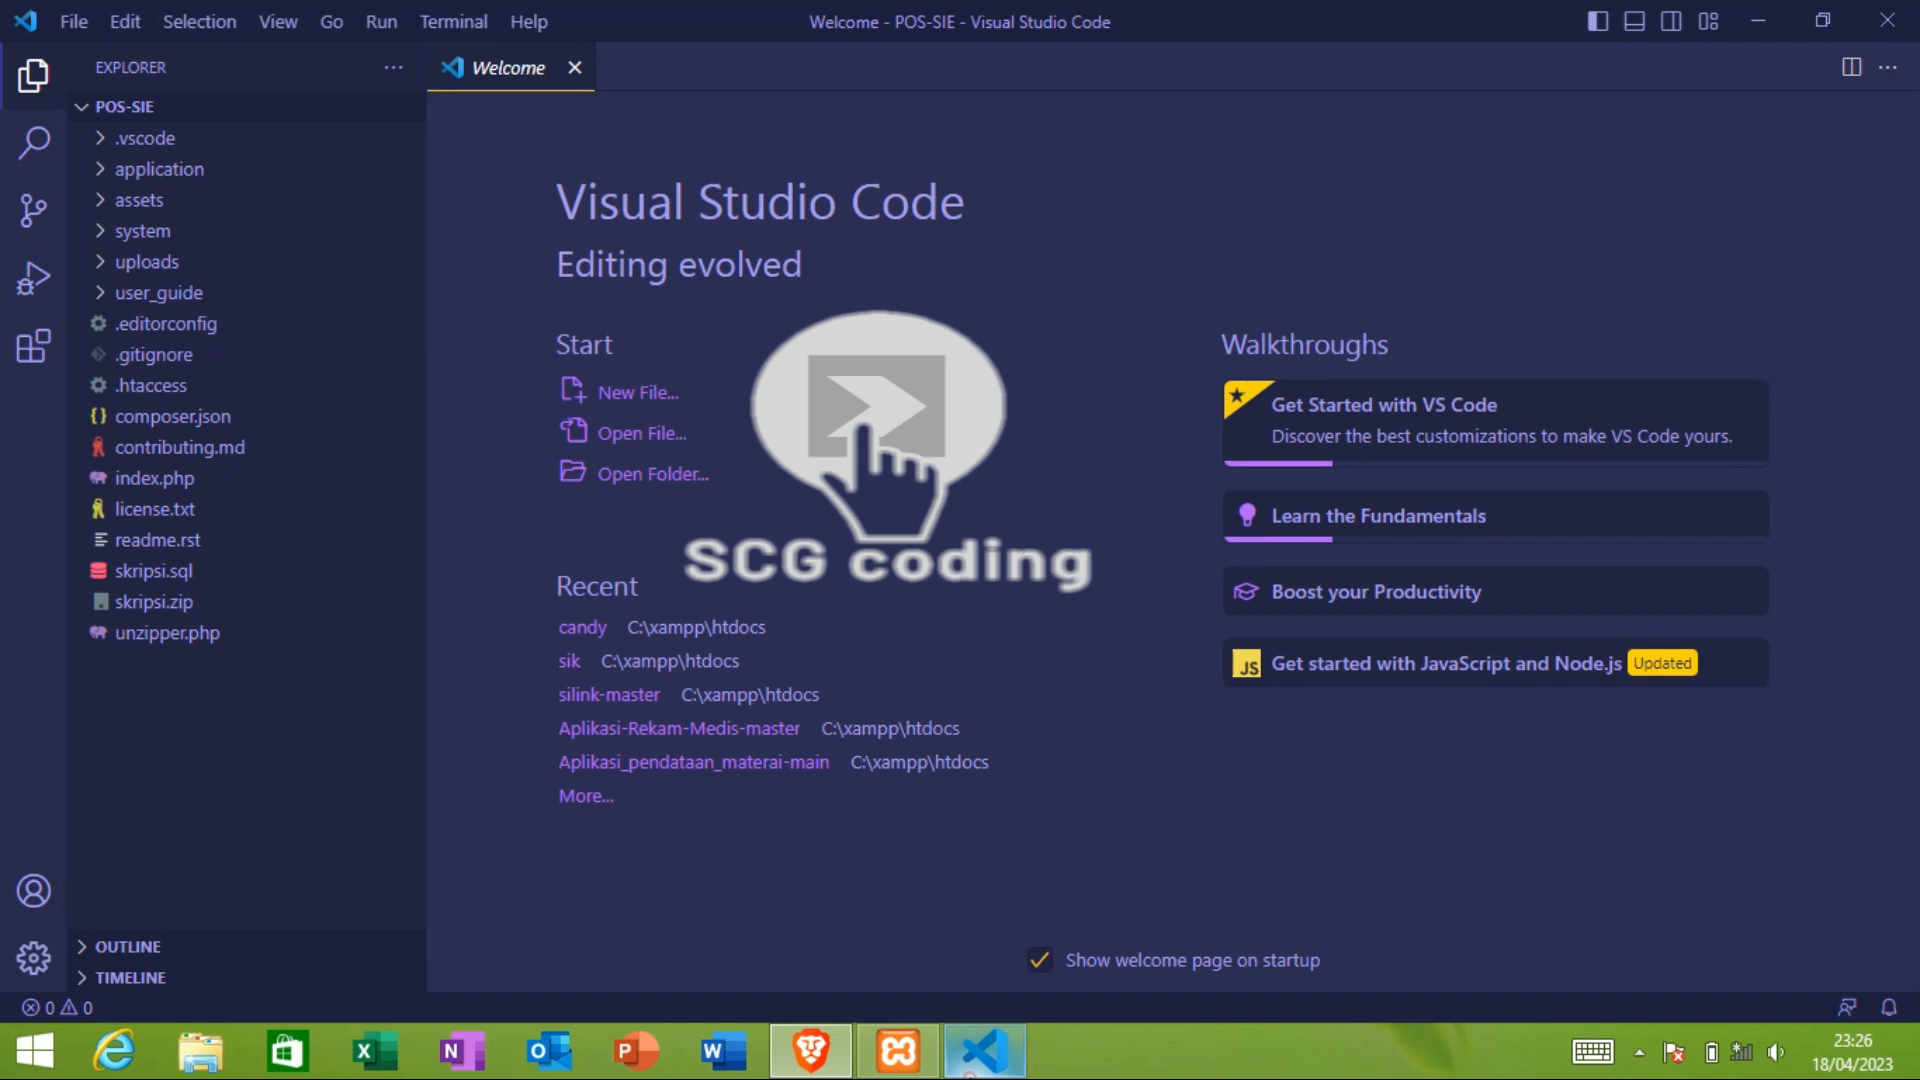 File Edit Selection View Go Run Terminal Help
Welcome - POS-SIE - Visual Studio Code
EXPLORER
Welcome
POS-SIE
.vscode
application
assets
system
uploads
user_guide
.editorconfig
.gitignore
.htaccess
composer.json
contributing.md
index.php
license.txt
readme.rst
skripsi.sql
skripsi.zip
unzipper.php
OUTLINE
TIMELINE
Visual Studio Code
Editing evolved
Start
New File...
Open File...
Open Folder...
SCG coding
Recent
candy C:\xampp\htdocs
sik C:\xampp\htdocs
silink-master C:\xampp\htdocs
Aplikasi-Rekam-Medis-master C:\xampp\htdocs
Aplikasi_pendataan_materai-main C:\xampp\htdocs
More...
Walkthroughs
Get Started with VS Code
Discover the best customizations to make VS Code yours.
Learn the Fundamentals
Boost your Productivity
JS Get started with JavaScript and Node.js Updated
Show welcome page on startup
0 0
X N O P W
23:26
18/04/2023